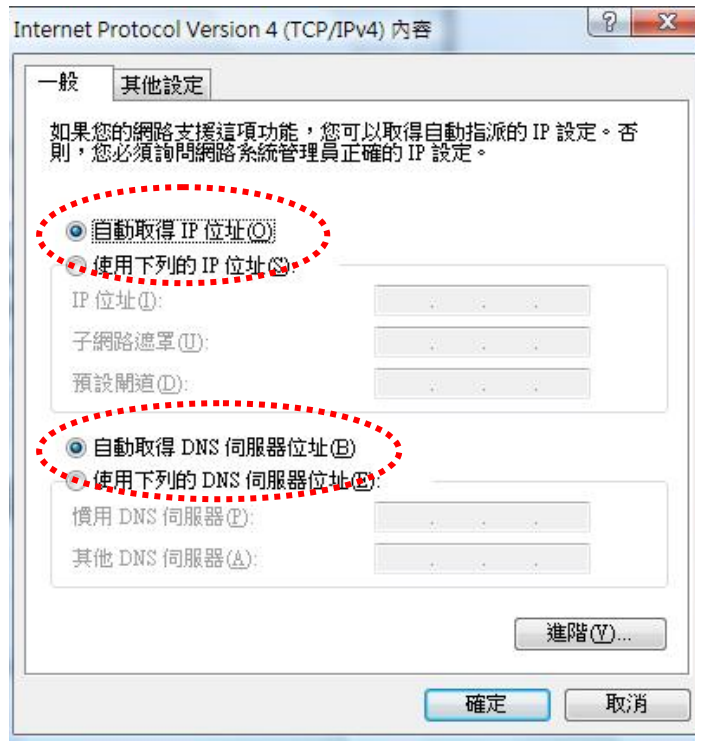 Internet Protocol Version 4 (TCP/IPv4) 內容
一般
其他設定
如果您的網路支援這項功能，您可以取得自動指派的 IP 設定。否
則，您必須詢問網路系統管理員正確的 IP 設定。
自動取得 IP 位址(O)
使用下列的 IP 位址(S):
IP 位址(I):
子網路遮罩(U):
預設閘道(D):
自動取得 DNS 伺服器位址(B)
使用下列的 DNS 伺服器位址(E):
慣用 DNS 伺服器(P):
其他 DNS 伺服器(A):
進階(V)...
確定
取消